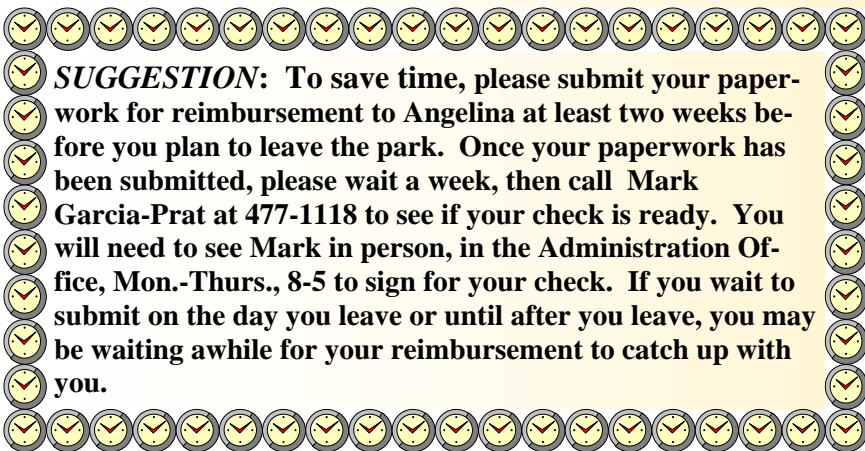 SUGGESTION: To save time, please submit your paper-
work for reimbursement to Angelina at least two weeks be-
fore you plan to leave the park. Once your paperwork has
been submitted, please wait a week, then call Mark
Garcia-Prat at 477-1118 to see if your check is ready. You
will need to see Mark in person, in the Administration Of-
fice, Mon.-Thurs., 8-5 to sign for your check. If you wait to
submit on the day you leave or until after you leave, you may
be waiting awhile for your reimbursement to catch up with
you.